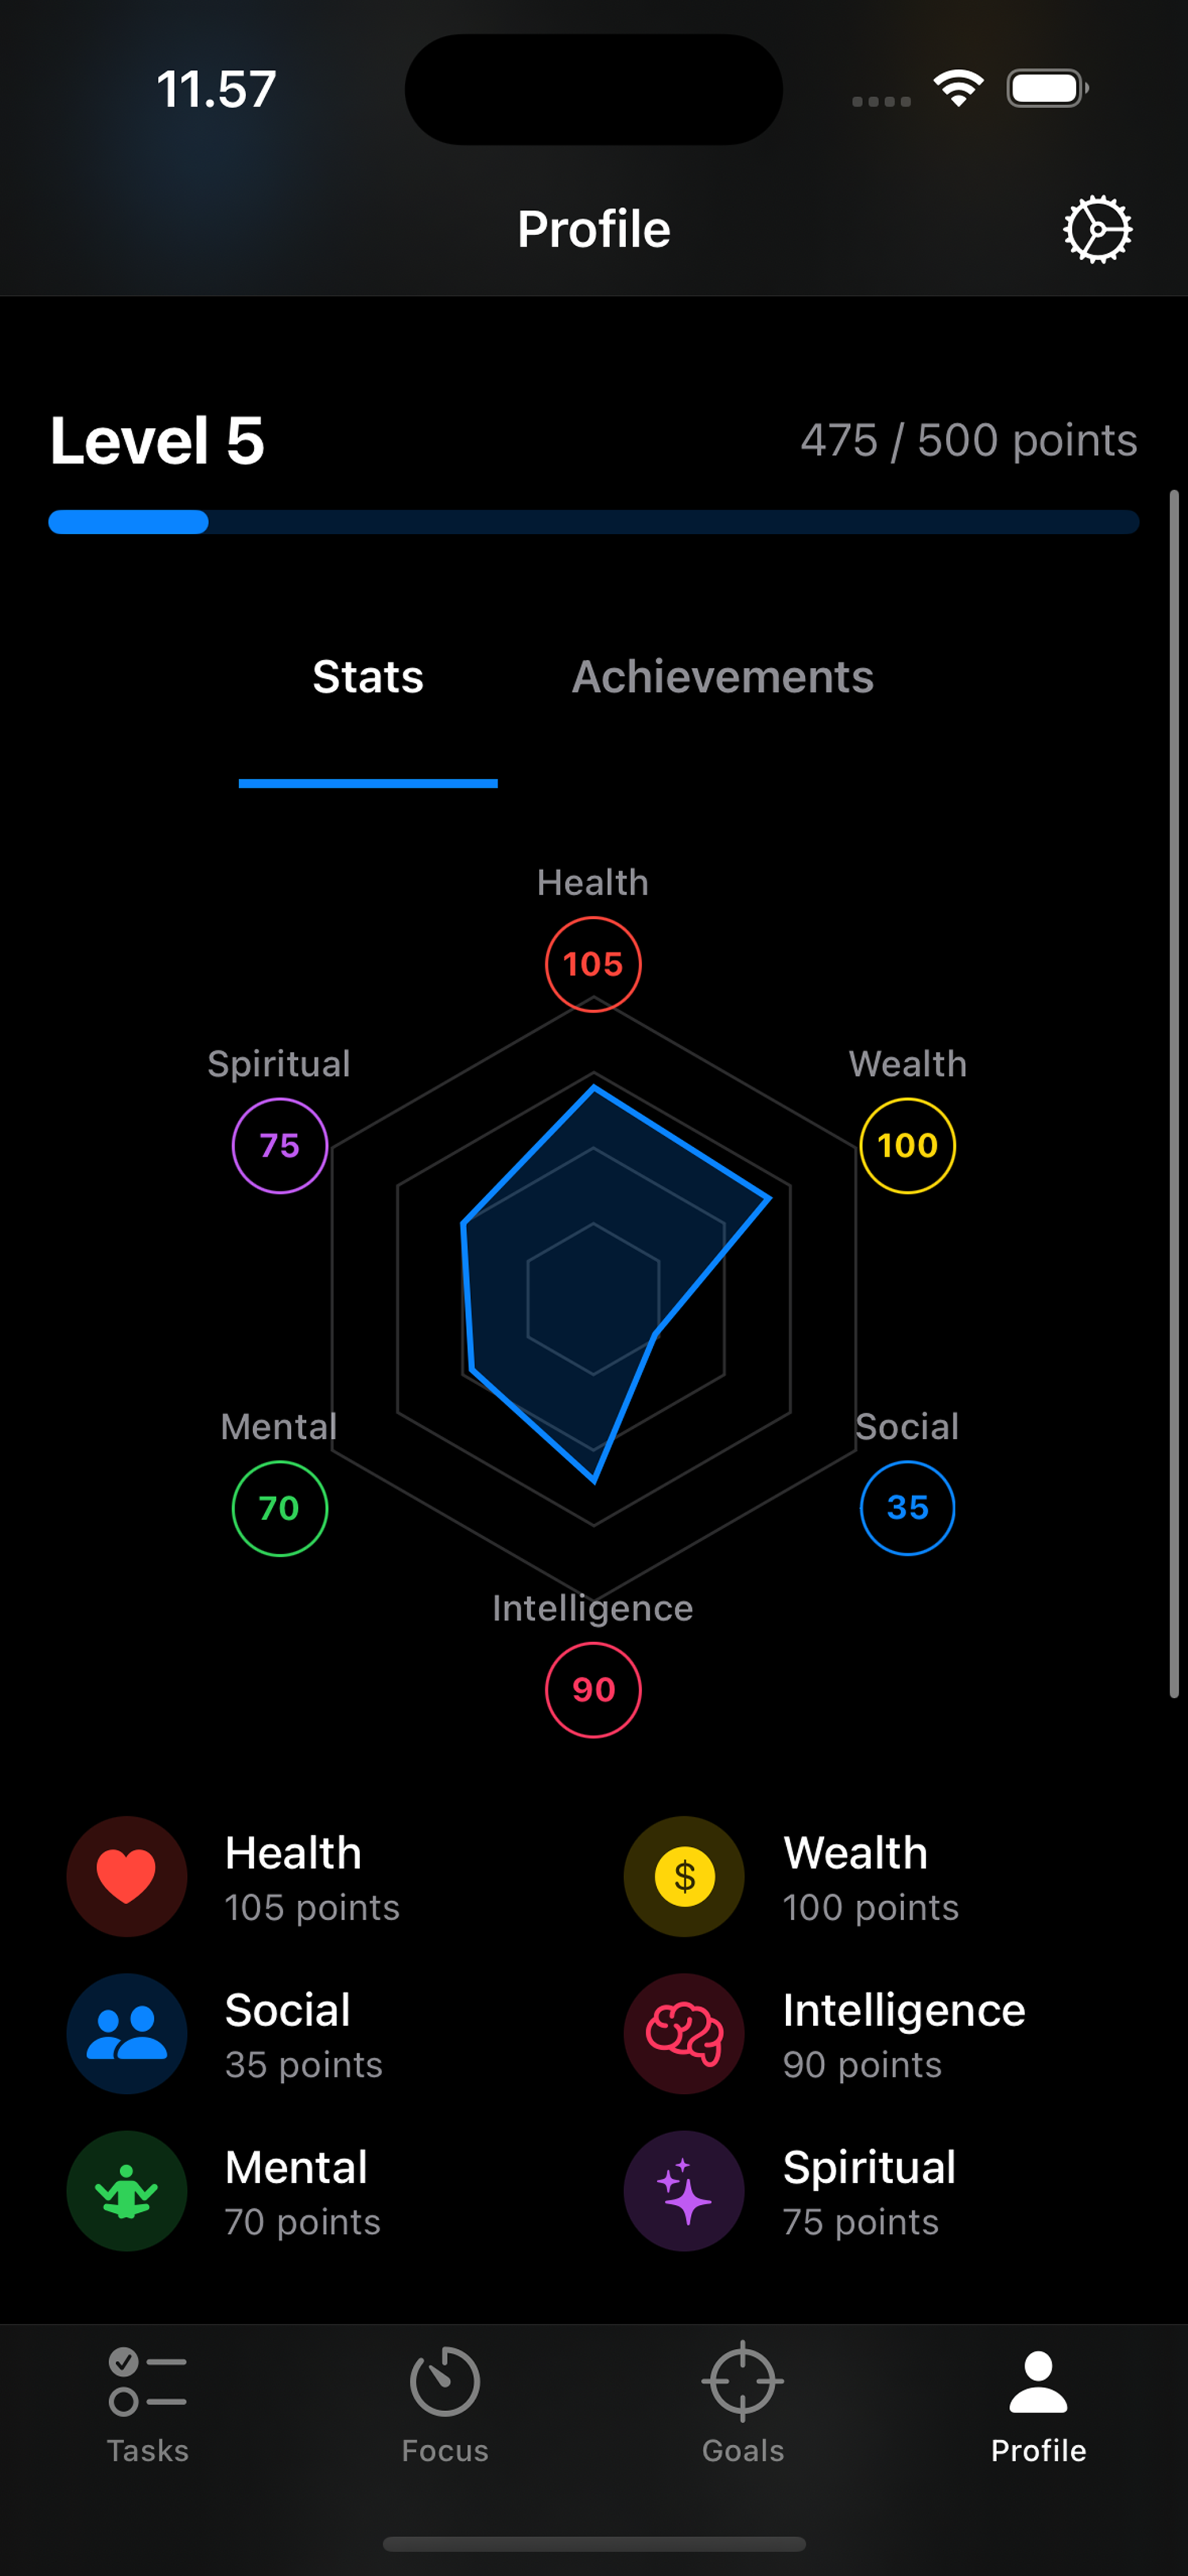 11.57
Profile
Level 5
475 / 500 points
Stats
Achievements
Health
105
Spiritual
Wealth
75
100
Mental
Social
70
35
Intelligence
90
Health
105 points
Wealth
100 points
Social
35 points
Intelligence
90 points
Mental
70 points
Spiritual
75 points
Tasks
Focus
Goals
Profile